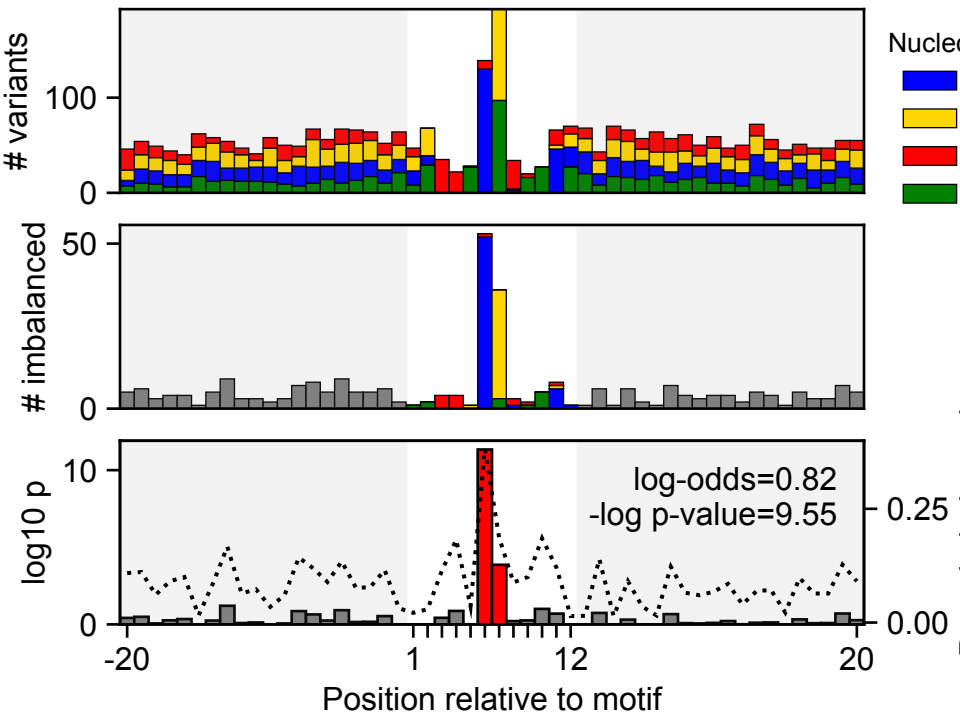 # variants
100
0
Nucleo
# imbalanced
50
0
log10 p
10
0
log-odds=0.82
-log p-value=9.55
0.25
0.00
-20
1
12
20
Position relative to motif